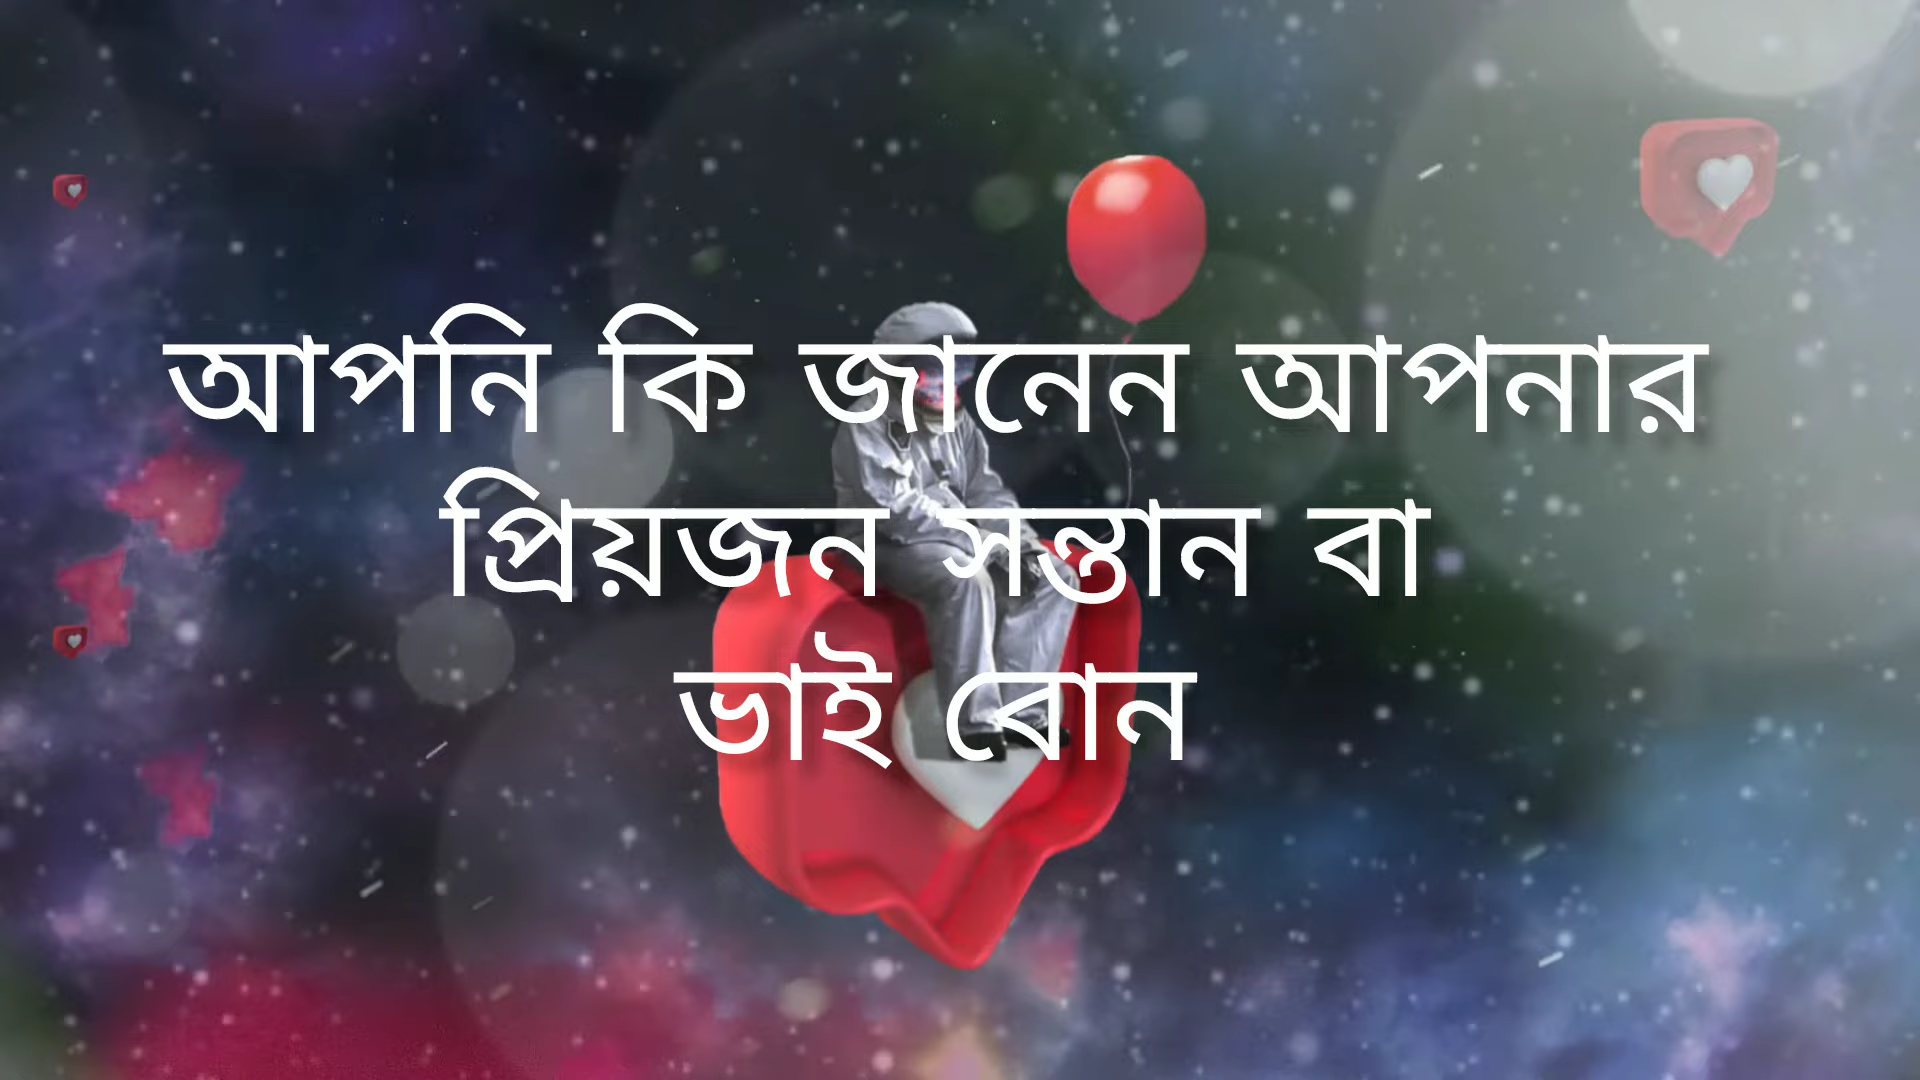 আপনি কি জানেন আপনার
প্রিয়জন সন্তান বা
ভাই বোন